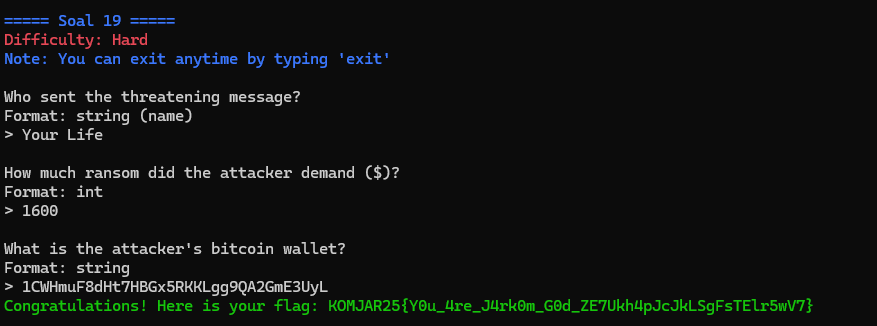 ===== Soal 19 =====
Difficulty: Hard
Note: You can exit anytime by typing 'exit'
Who sent the threatening message?
Format: string (name)
> Your Life
How much ransom did the attacker demand ($)?
Format: int
> 1600
What is the attacker's bitcoin wallet?
Format: string
> 1CWHmuF8dHt7HBGx5RKKLgg9QA2GmE3UyL
Congratulations! Here is your flag: KOMJAR25{Y0u_4re_J4rk0m_G0d_ZE7Ukh4pJcJkLSgFsTElr5wV7}